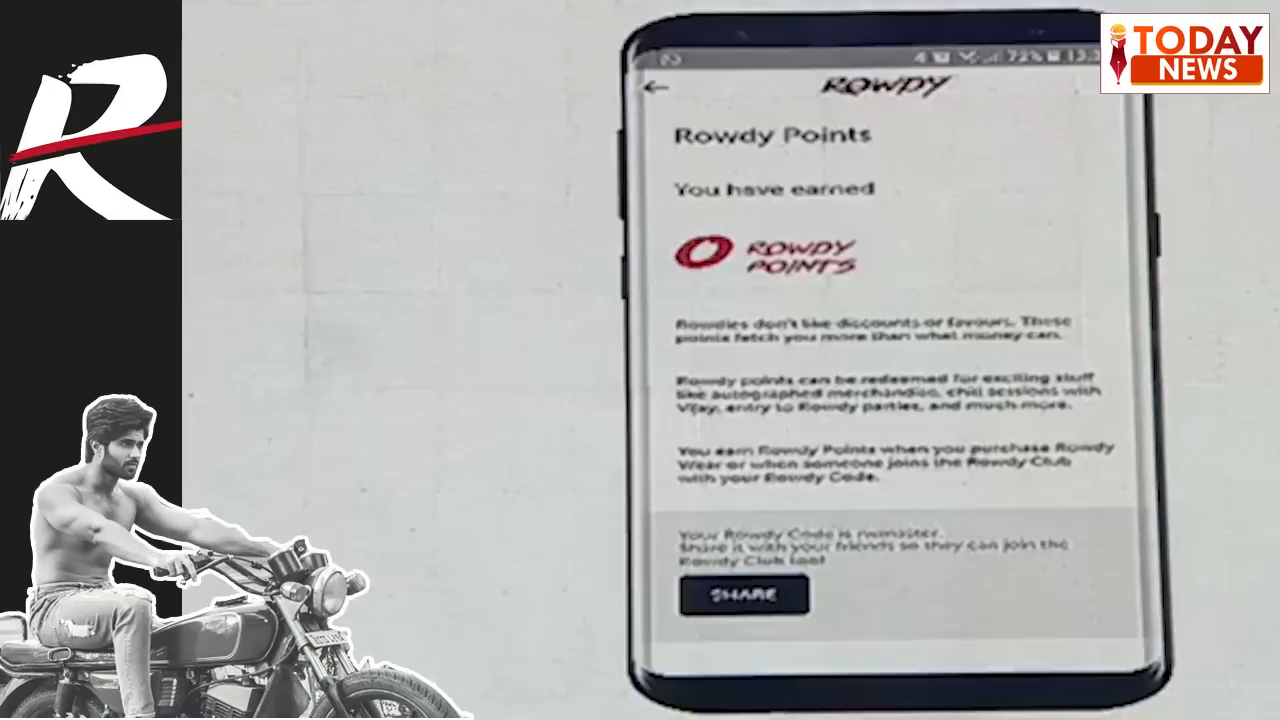 TODAY
NEWS
R
ROWDY
Rowdy Points
You have earned
ROWDY
POINTS
Rowdies don't like discounts or favours. These
points fetch you more than what money can.
Rowdy points can be redeemed for exciting stuff
like autographed merchandise, chill sessions with
Vijay, entry to Rowdy parties, and much more.
You earn Rowdy Points when you purchase Rowdy
Wear or when someone joins the Rowdy Club
with your Rowdy Code.
Your Rowdy Code is rwmaster.
Share it with your friends so they can join the
Rowdy Club too!
SHARE